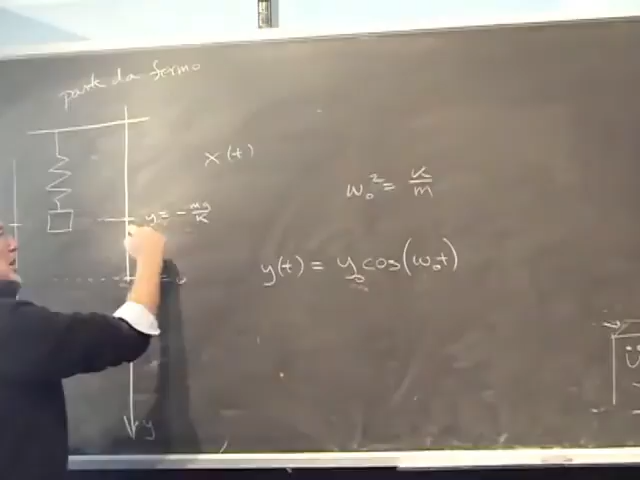 parte da fermo
x(t)
ω₀² = K/m
y = - mg/K
y(t) = y₀ cos(ω₀t)
y